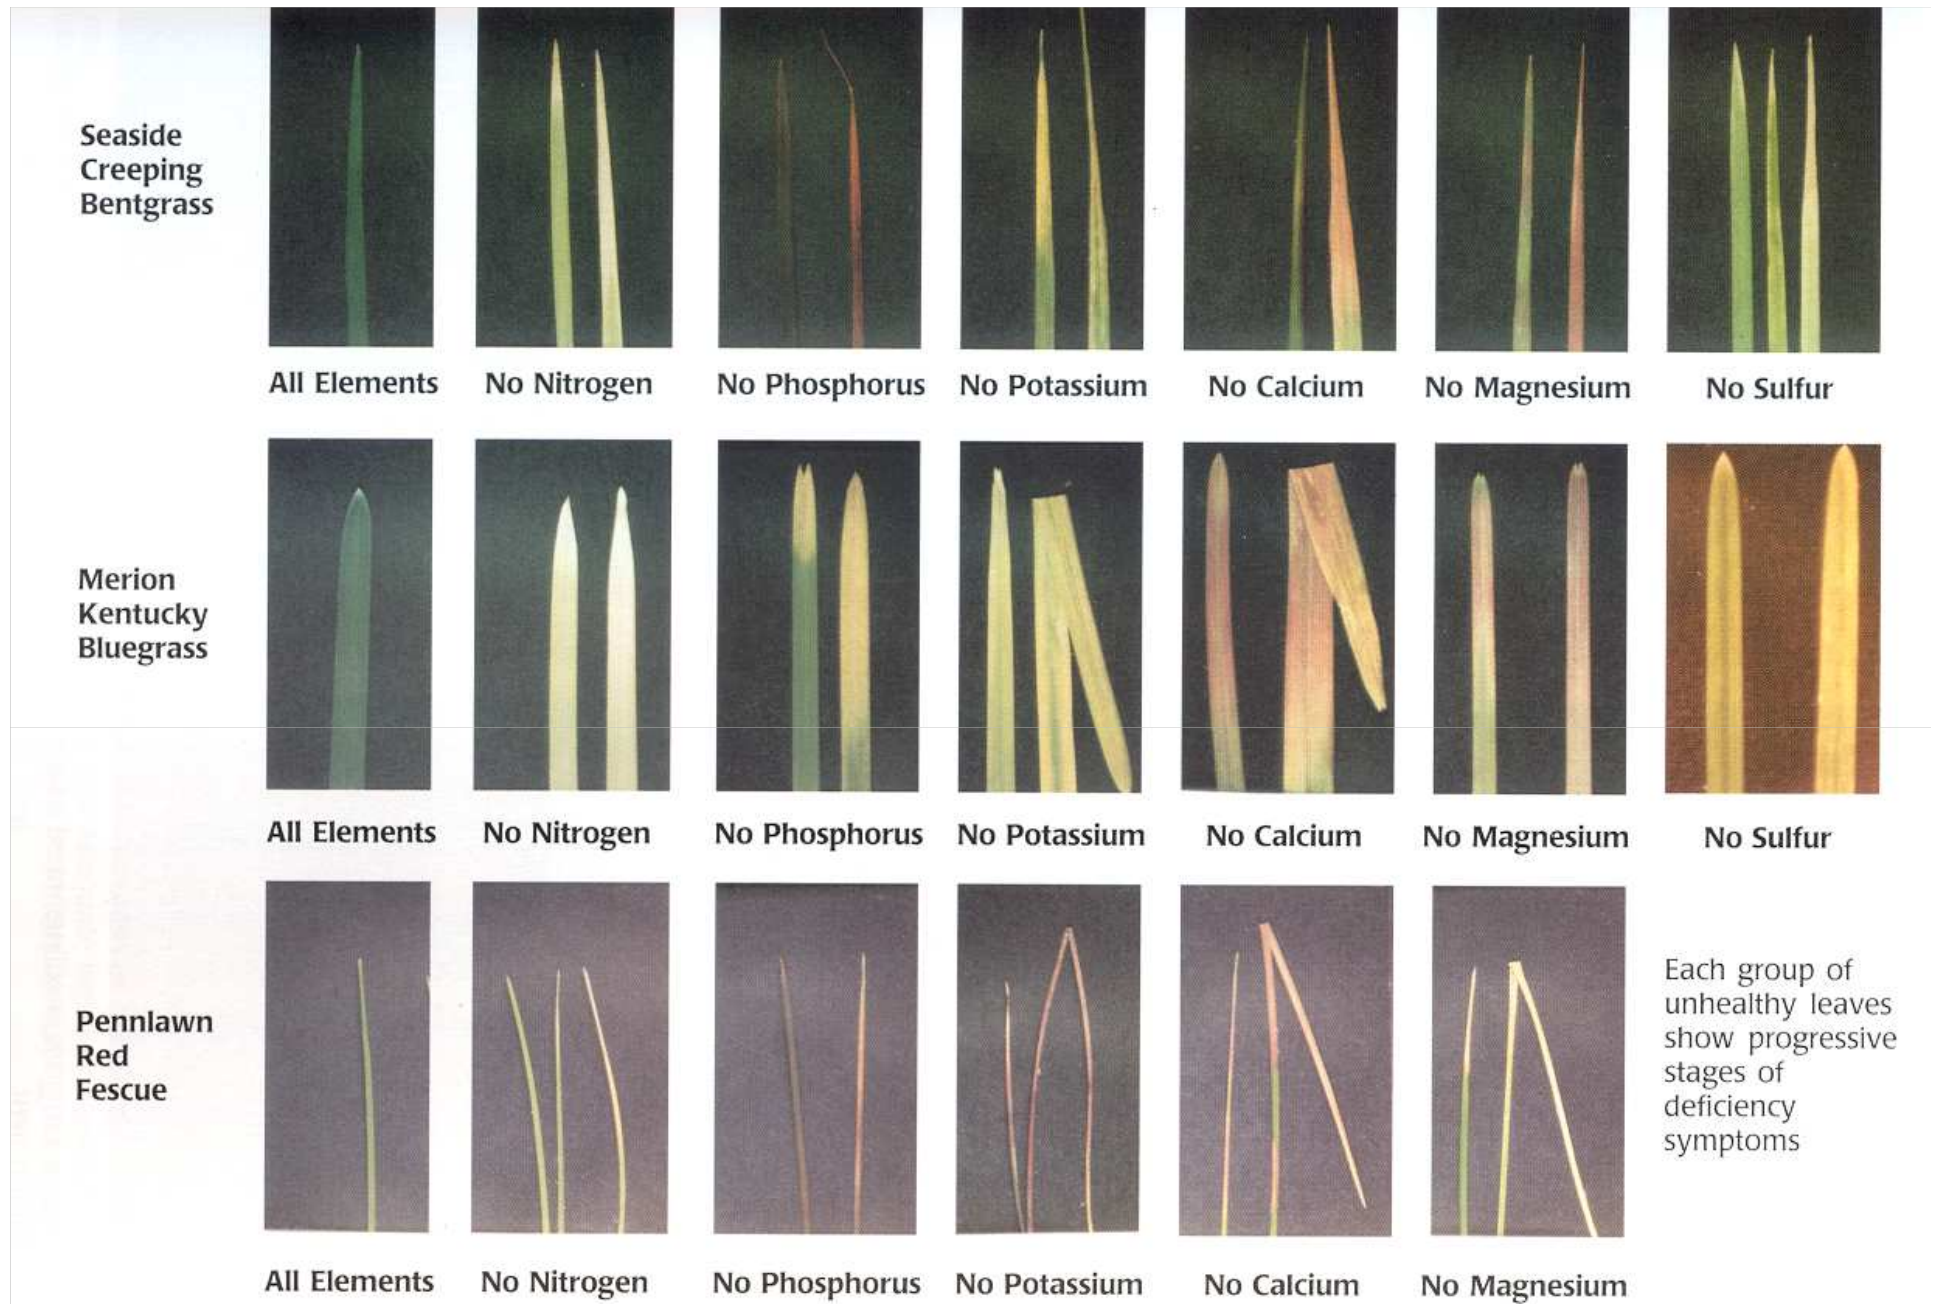 Seaside
Creeping
Bentgrass
All Elements No Nitrogen No Phosphorus No Potassium No Calcium No Magnesium No Sulfur
Merion
Kentucky
Bluegrass
All Elements No Nitrogen No Phosphorus No Potassium No Calcium No Magnesium No Sulfur
Pennlawn
Red
Fescue
Each group of
unhealthy leaves
show progressive
stages of
deficiency
symptoms
All Elements No Nitrogen No Phosphorus No Potassium No Calcium No Magnesium